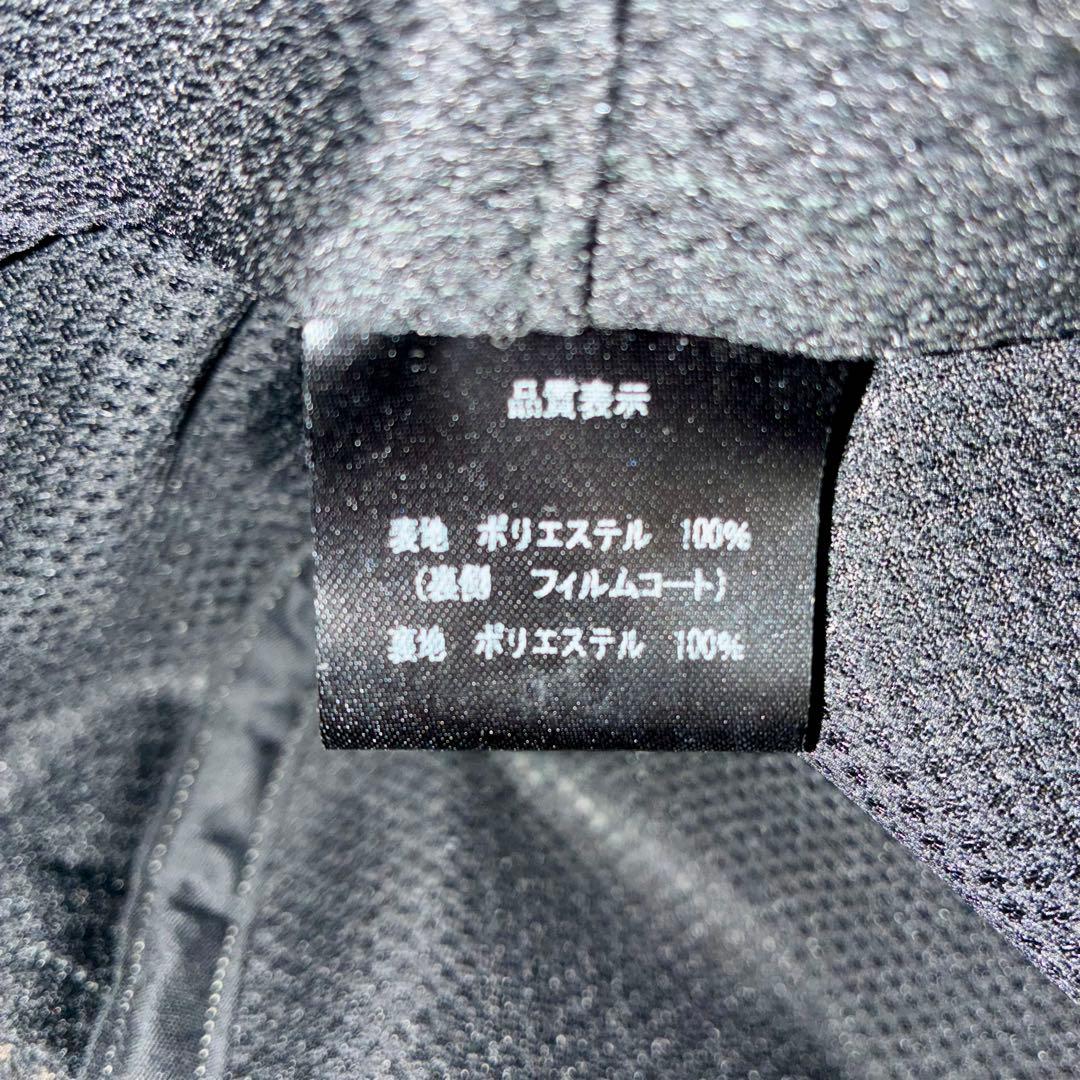 品質表示
表地 ポリエステル 100%
(裏側 フィルムコート)
裏地 ポリエステル 100%